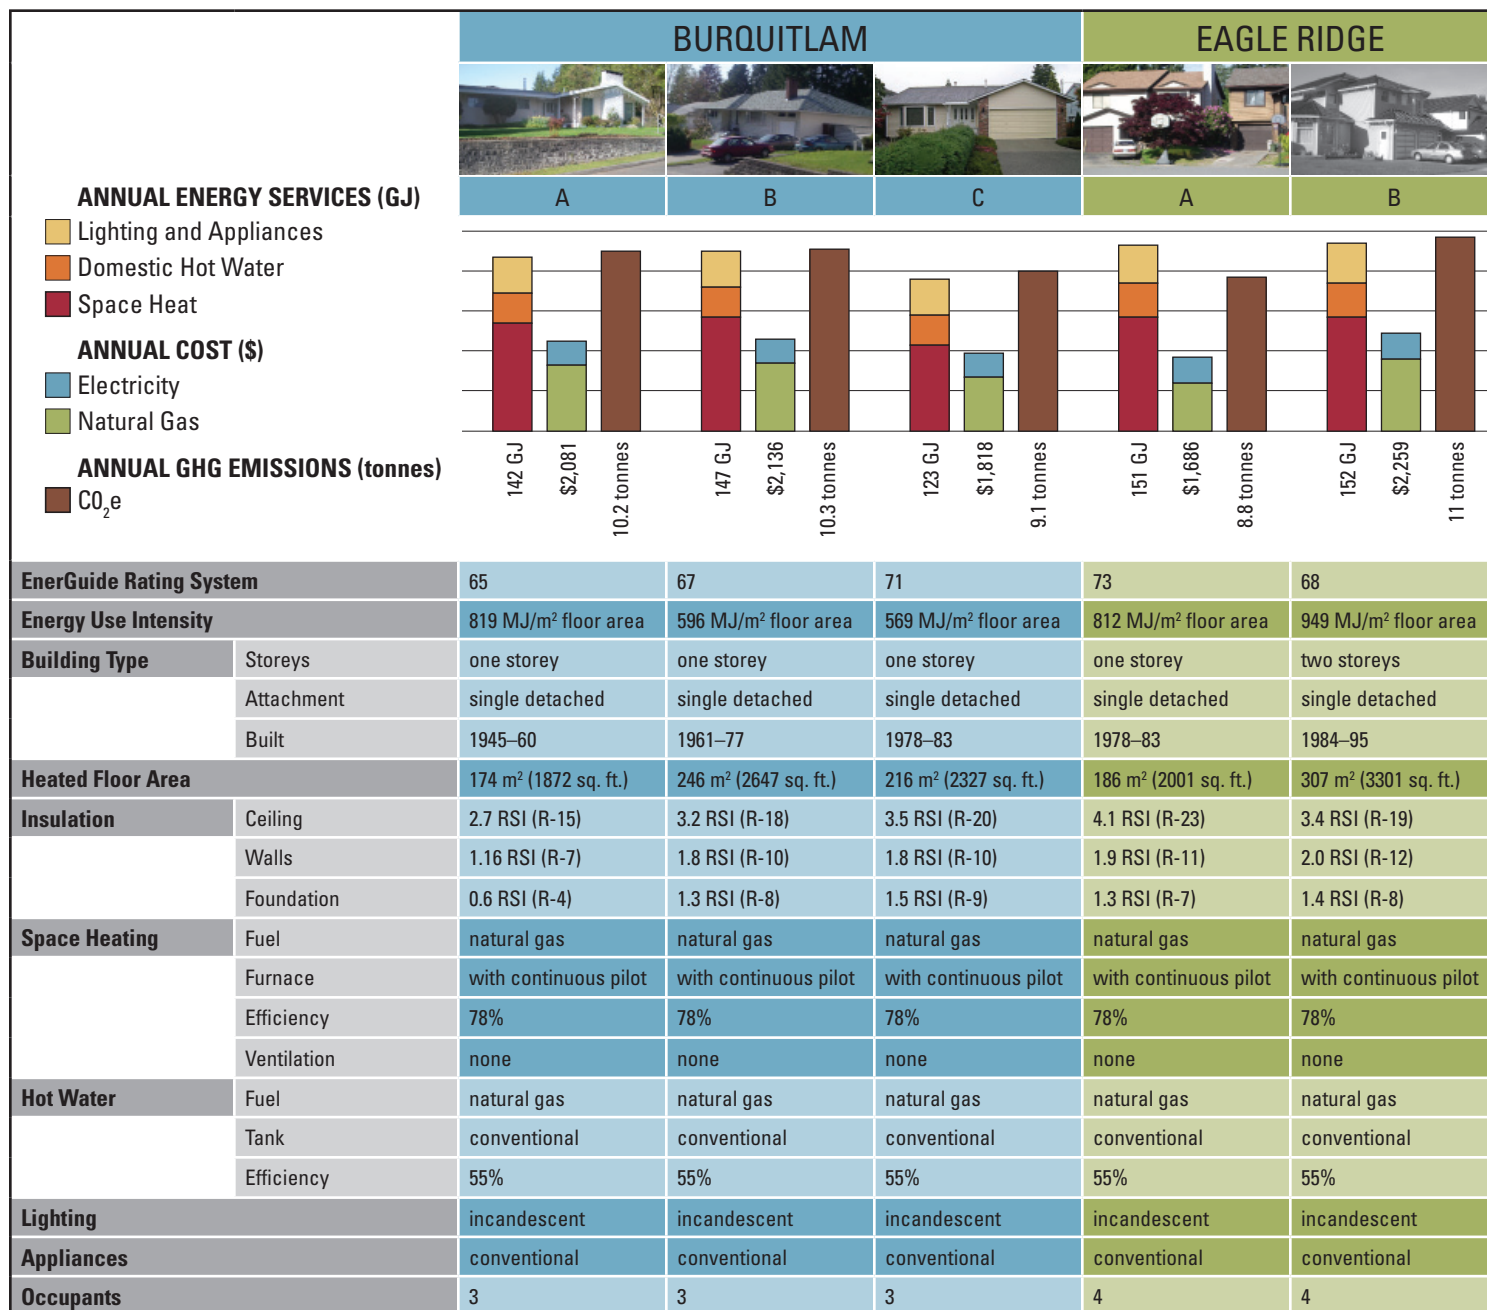 BURQUITLAM EAGLE RIDGE
A B C A B
ANNUAL ENERGY SERVICES (GJ)
Lighting and Appliances
Domestic Hot Water
Space Heat
ANNUAL COST ($)
Electricity
Natural Gas
ANNUAL GHG EMISSIONS (tonnes)
C0₂e
142 GJ $2,081 10.2 tonnes 147 GJ $2,136 10.3 tonnes 123 GJ $1,818 9.1 tonnes 151 GJ $1,686 8.8 tonnes 152 GJ $2,259 11 tonnes
EnerGuide Rating System 65 67 71 73 68
Energy Use Intensity 819 MJ/m² floor area 596 MJ/m² floor area 569 MJ/m² floor area 812 MJ/m² floor area 949 MJ/m² floor area
Building Type Storeys one storey one storey one storey one storey two storeys
Attachment single detached single detached single detached single detached single detached
Built 1945–60 1961–77 1978–83 1978–83 1984–95
Heated Floor Area 174 m² (1872 sq. ft.) 246 m² (2647 sq. ft.) 216 m² (2327 sq. ft.) 186 m² (2001 sq. ft.) 307 m² (3301 sq. ft.)
Insulation Ceiling 2.7 RSI (R-15) 3.2 RSI (R-18) 3.5 RSI (R-20) 4.1 RSI (R-23) 3.4 RSI (R-19)
Walls 1.16 RSI (R-7) 1.8 RSI (R-10) 1.8 RSI (R-10) 1.9 RSI (R-11) 2.0 RSI (R-12)
Foundation 0.6 RSI (R-4) 1.3 RSI (R-8) 1.5 RSI (R-9) 1.3 RSI (R-7) 1.4 RSI (R-8)
Space Heating Fuel natural gas natural gas natural gas natural gas natural gas
Furnace with continuous pilot with continuous pilot with continuous pilot with continuous pilot with continuous pilot
Efficiency 78% 78% 78% 78% 78%
Ventilation none none none none none
Hot Water Fuel natural gas natural gas natural gas natural gas natural gas
Tank conventional conventional conventional conventional conventional
Efficiency 55% 55% 55% 55% 55%
Lighting incandescent incandescent incandescent incandescent incandescent
Appliances conventional conventional conventional conventional conventional
Occupants 3 3 3 4 4